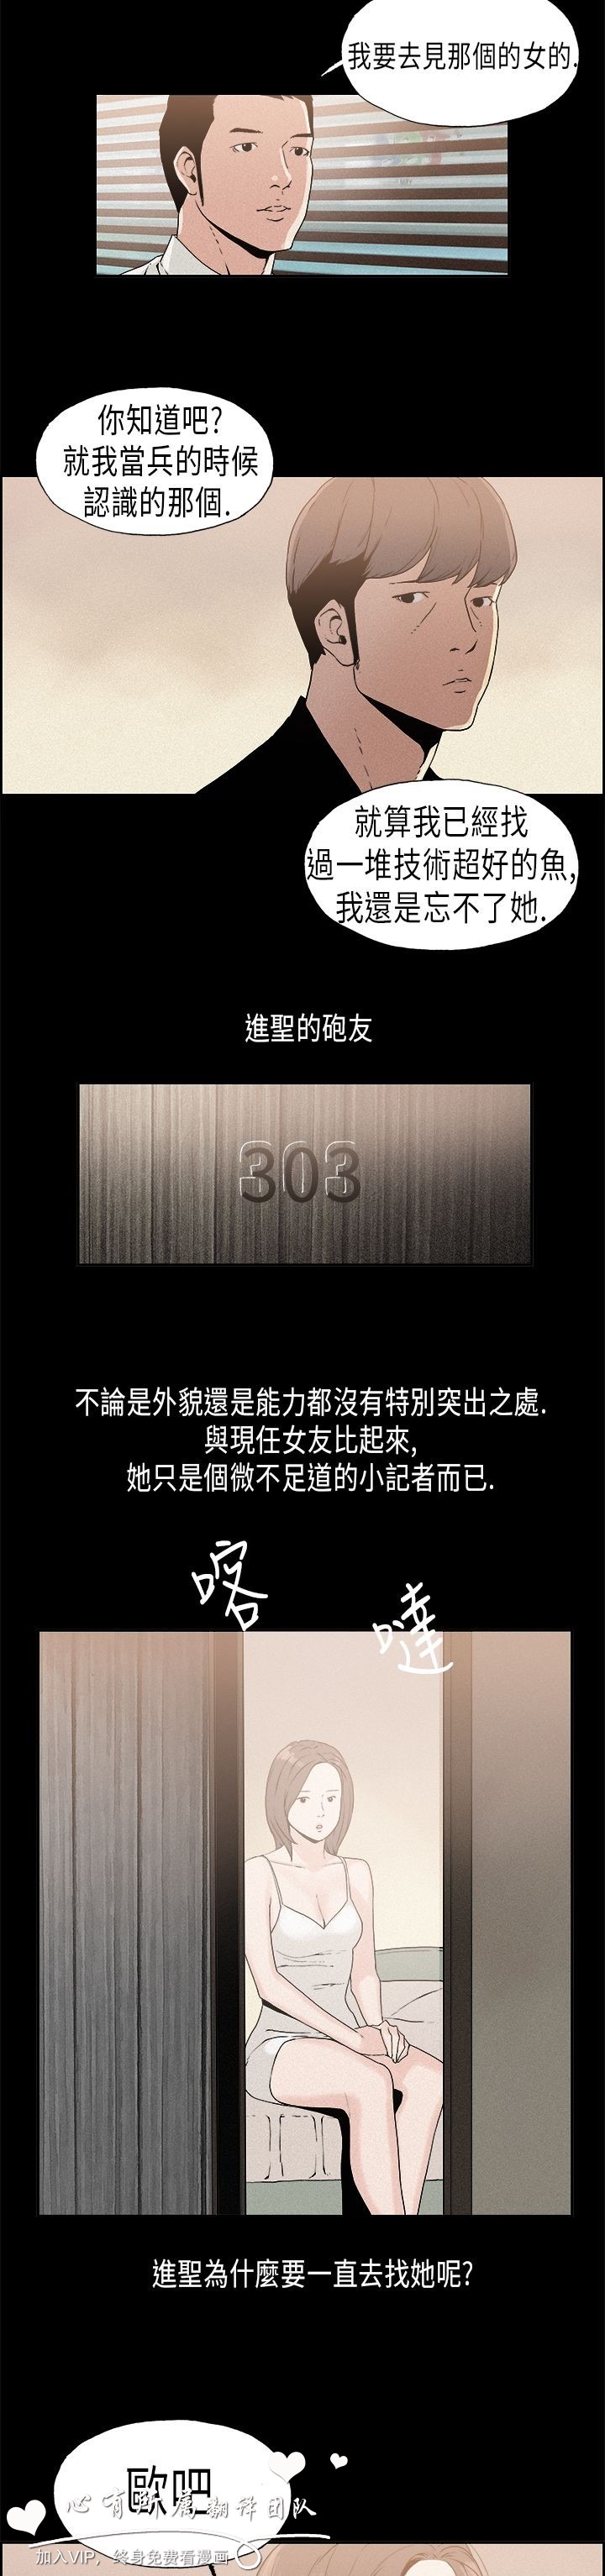 我要去見那個的女的.
你知道吧?
就我當兵的時候
認識的那個.
就算我已經找
過一堆技術超好的魚,
我還是忘不了她.
進聖的砲友
303
不論是外貌還是能力都沒有特別突出之處.
與現任女友比起來,
她只是個微不足道的小記者而已.
喀
噠
進聖為什麼要一直去找她呢?
歐吧
心有所属翻译团队
加入VIP，终身免费看漫画